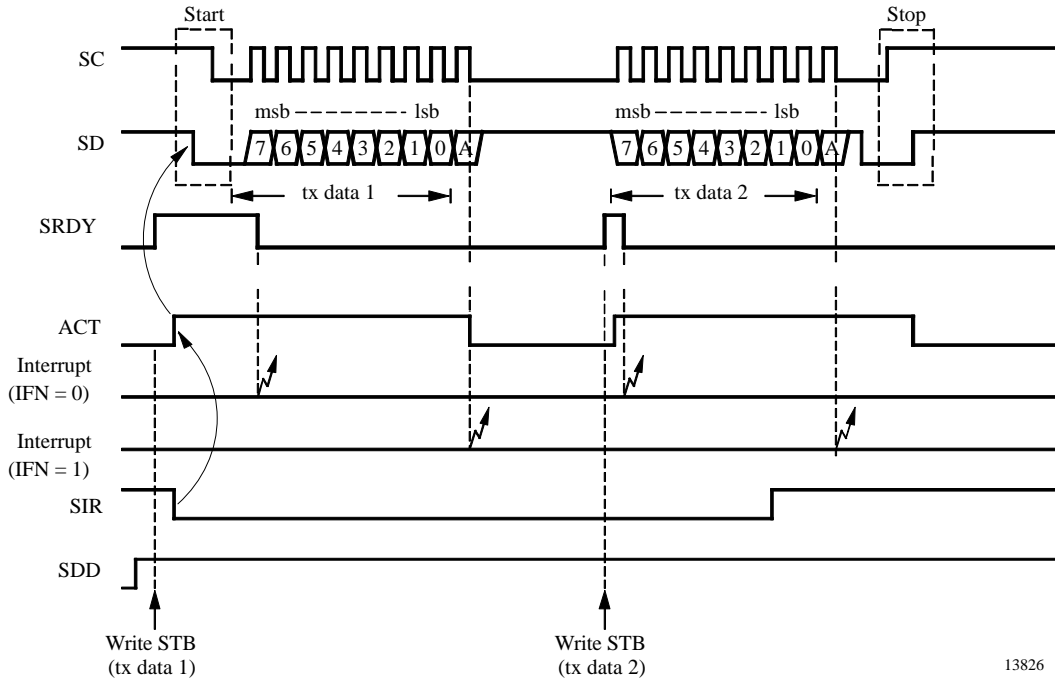 Start
Stop
SC
msb lsb
msb lsb
SD
7 6 5 4 3 2 1 0 A
7 6 5 4 3 2 1 0 A
tx data 1
tx data 2
SRDY
ACT
Interrupt
(IFN = 0)
Interrupt
(IFN = 1)
SIR
SDD
Write STB
(tx data 1)
Write STB
(tx data 2)
13826